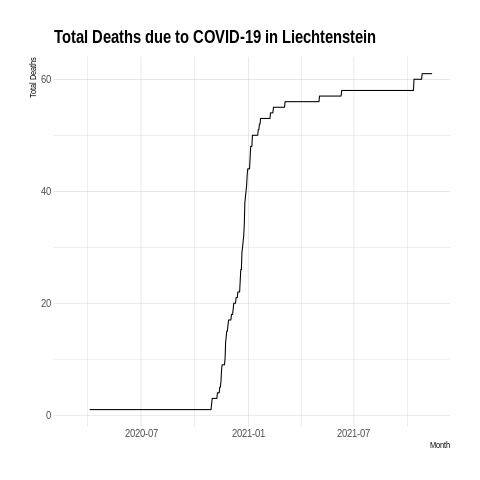 Total Deaths due to COVID-19 in Liechtenstein
Total Deaths
60
40
20
0
2020-07
2021-01
2021-07
Month